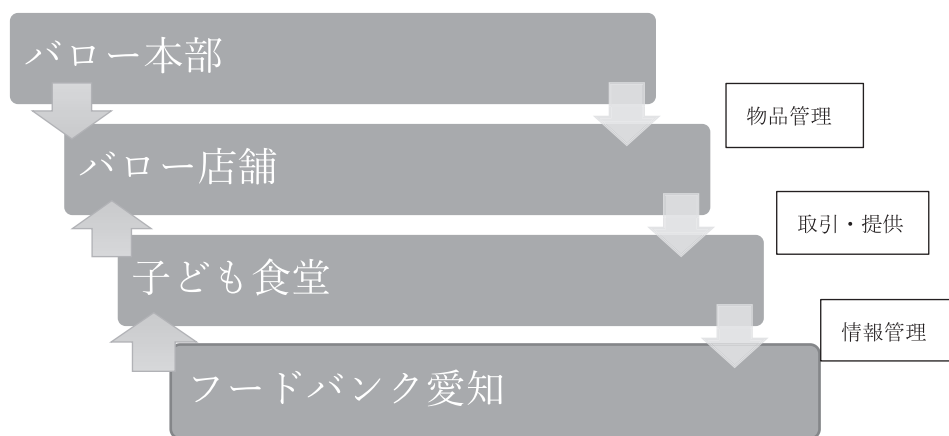 バロー本部
物品管理
バロー店舗
取引・提供
子ども食堂
情報管理
フードバンク愛知